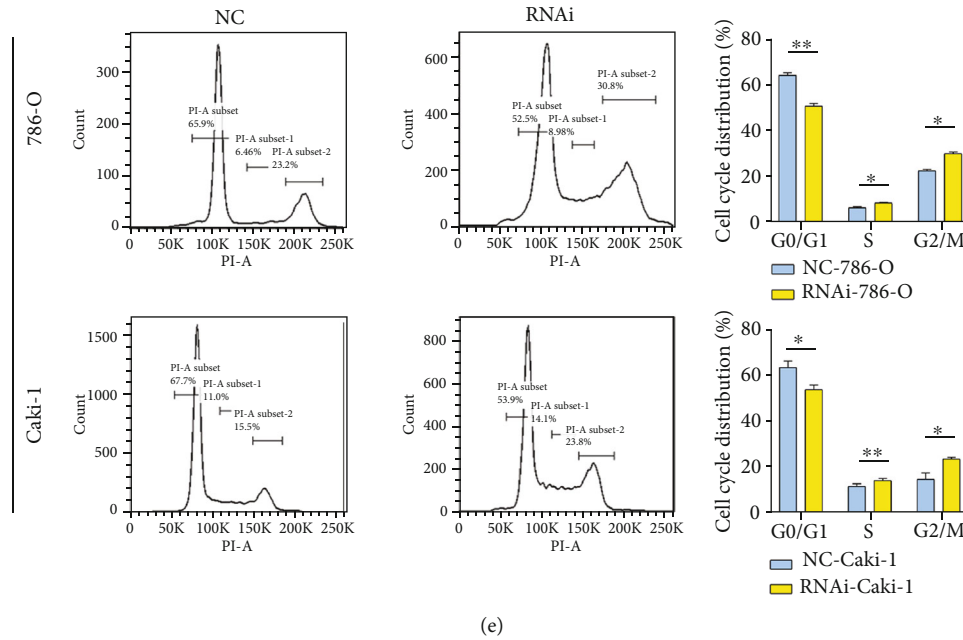 NC
RNAi
786-O
Count
300
200
100
0
PI-A subset
65.9%
PI-A subset-1
6.46%
PI-A subset-2
23.2%
0 50K 100K 150K 200K 250K
PI-A
Count
600
400
200
0
PI-A subset-2
30.8%
PI-A subset
52.5%
PI-A subset-1
8.98%
0 50K 100K 150K 200K 250K
PI-A
Cell cycle distribution (%)
80
60
40
20
0
**
*
*
G0/G1 S G2/M
NC-786-O
RNAi-786-O
Caki-1
Count
1500
1000
500
0
PI-A subset
67.7%
PI-A subset-1
11.0%
PI-A subset-2
15.5%
0 50K 100K 150K 200K 250K
PI-A
Count
800
600
400
200
0
PI-A subset
53.9%
PI-A subset-1
14.1%
PI-A subset-2
23.8%
0 50K 100K 150K 200K 250K
PI-A
Cell cycle distribution (%)
80
60
40
20
0
*
**
*
G0/G1 S G2/M
NC-Caki-1
RNAi-Caki-1
(e)